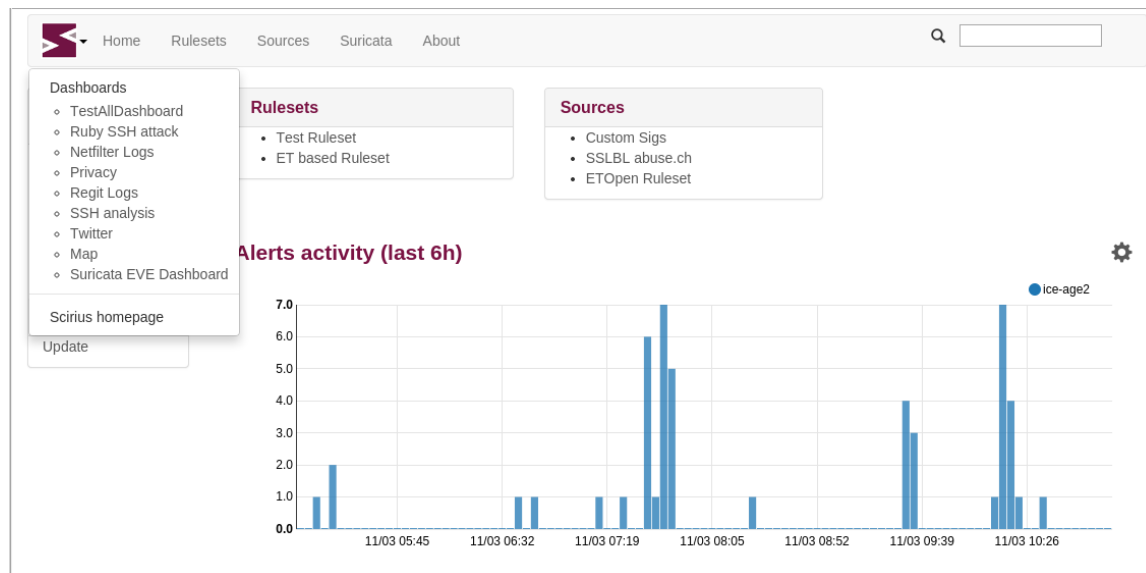 Home Rulesets Sources Suricata About
Dashboards
TestAllDashboard
Ruby SSH attack
Netfilter Logs
Privacy
Regit Logs
SSH analysis
Twitter
Map
Suricata EVE Dashboard
Scirius homepage
Update
Rulesets
Test Ruleset
ET based Ruleset
Sources
Custom Sigs
SSLBL abuse.ch
ETOpen Ruleset
Alerts activity (last 6h)
ice-age2
7.0
6.0
5.0
4.0
3.0
2.0
1.0
0.0
11/03 05:45 11/03 06:32 11/03 07:19 11/03 08:05 11/03 08:52 11/03 09:39 11/03 10:26